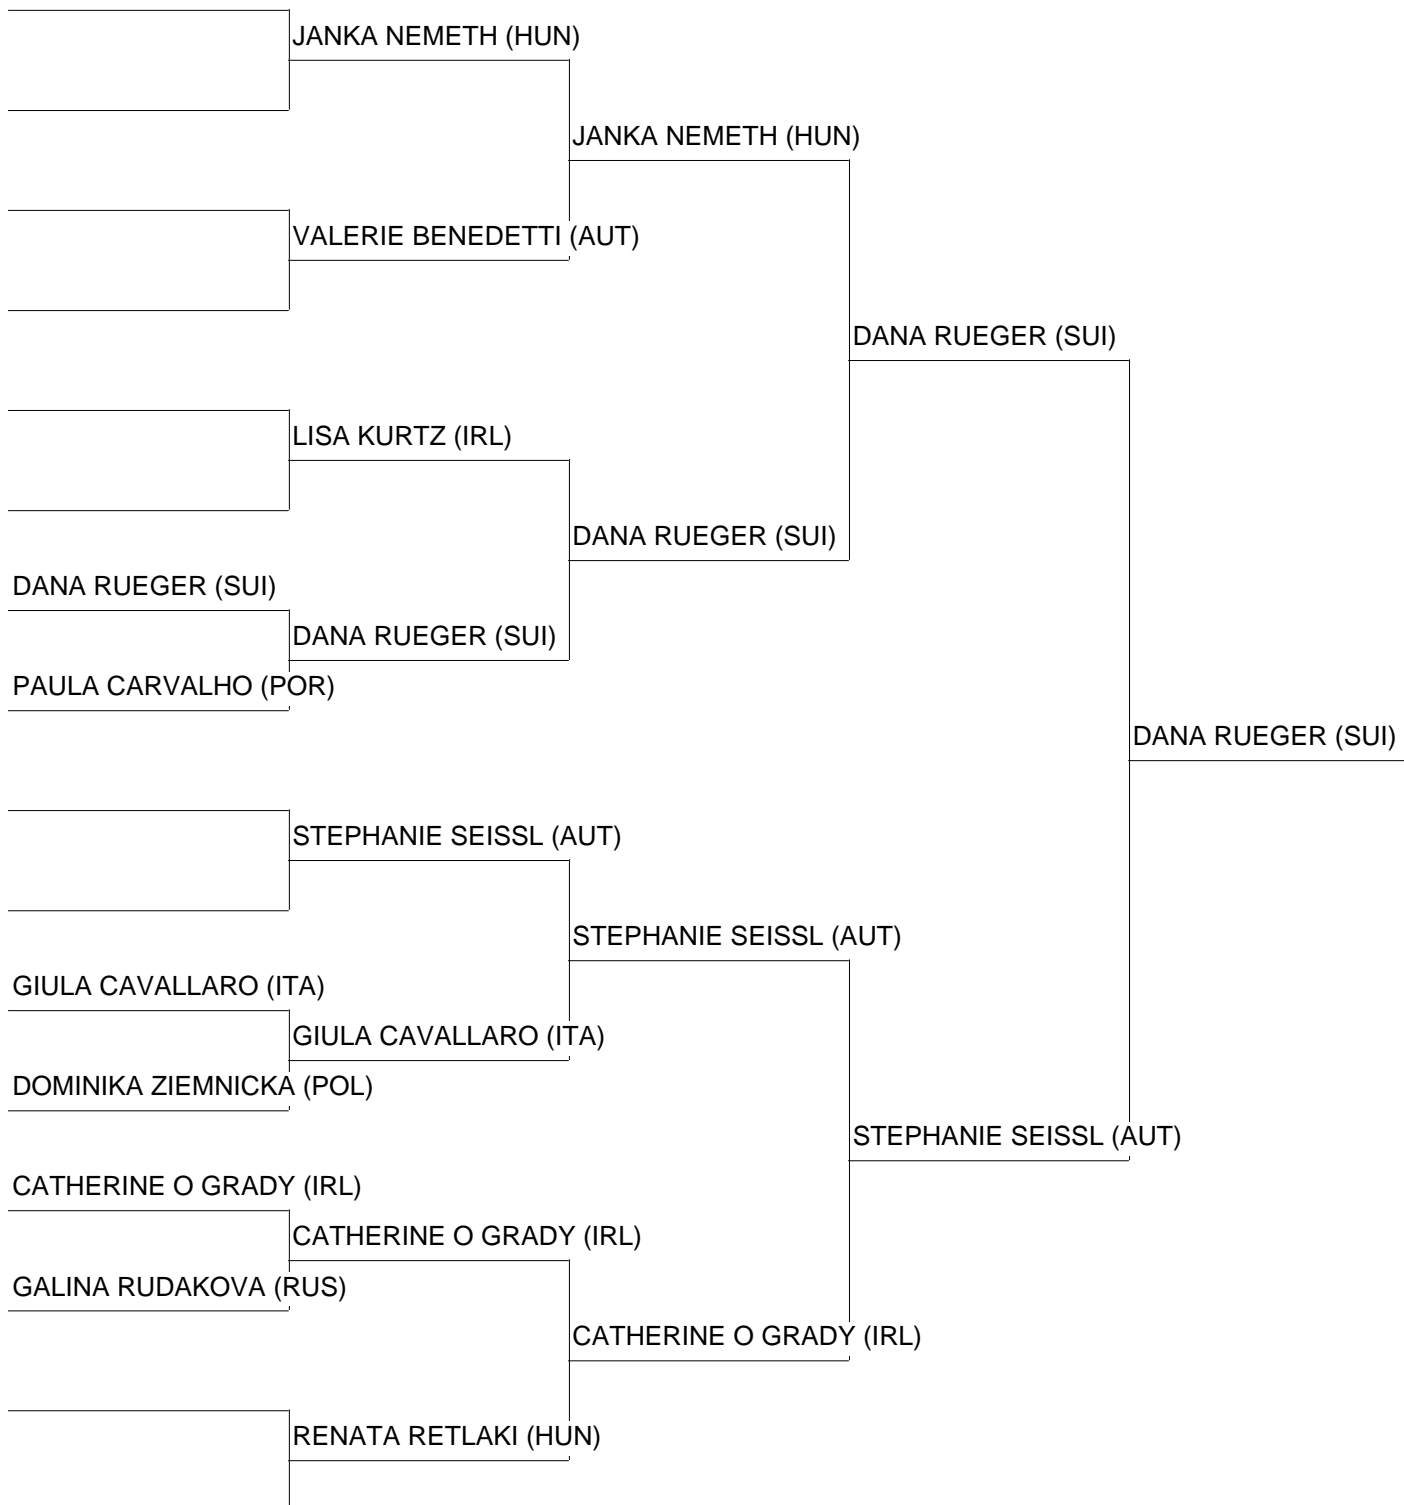 JANKA NEMETH (HUN)
JANKA NEMETH (HUN)
VALERIE BENEDETTI (AUT)
DANA RUEGER (SUI)
LISA KURTZ (IRL)
DANA RUEGER (SUI)
DANA RUEGER (SUI)
DANA RUEGER (SUI)
PAULA CARVALHO (POR)
DANA RUEGER (SUI)
STEPHANIE SEISSL (AUT)
STEPHANIE SEISSL (AUT)
GIULA CAVALLARO (ITA)
GIULA CAVALLARO (ITA)
DOMINIKA ZIEMNICKA (POL)
STEPHANIE SEISSL (AUT)
CATHERINE O GRADY (IRL)
CATHERINE O GRADY (IRL)
GALINA RUDAKOVA (RUS)
CATHERINE O GRADY (IRL)
RENATA RETLAKI (HUN)